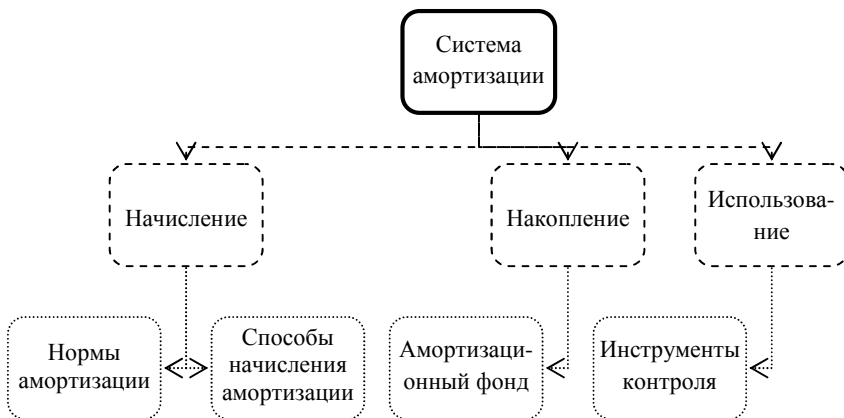 Система
амортизации
Начисление
Накопление
Использова-
ние
Нормы
амортизации
Способы
начисления
амортизации
Амортизаци-
онный фонд
Инструменты
контроля